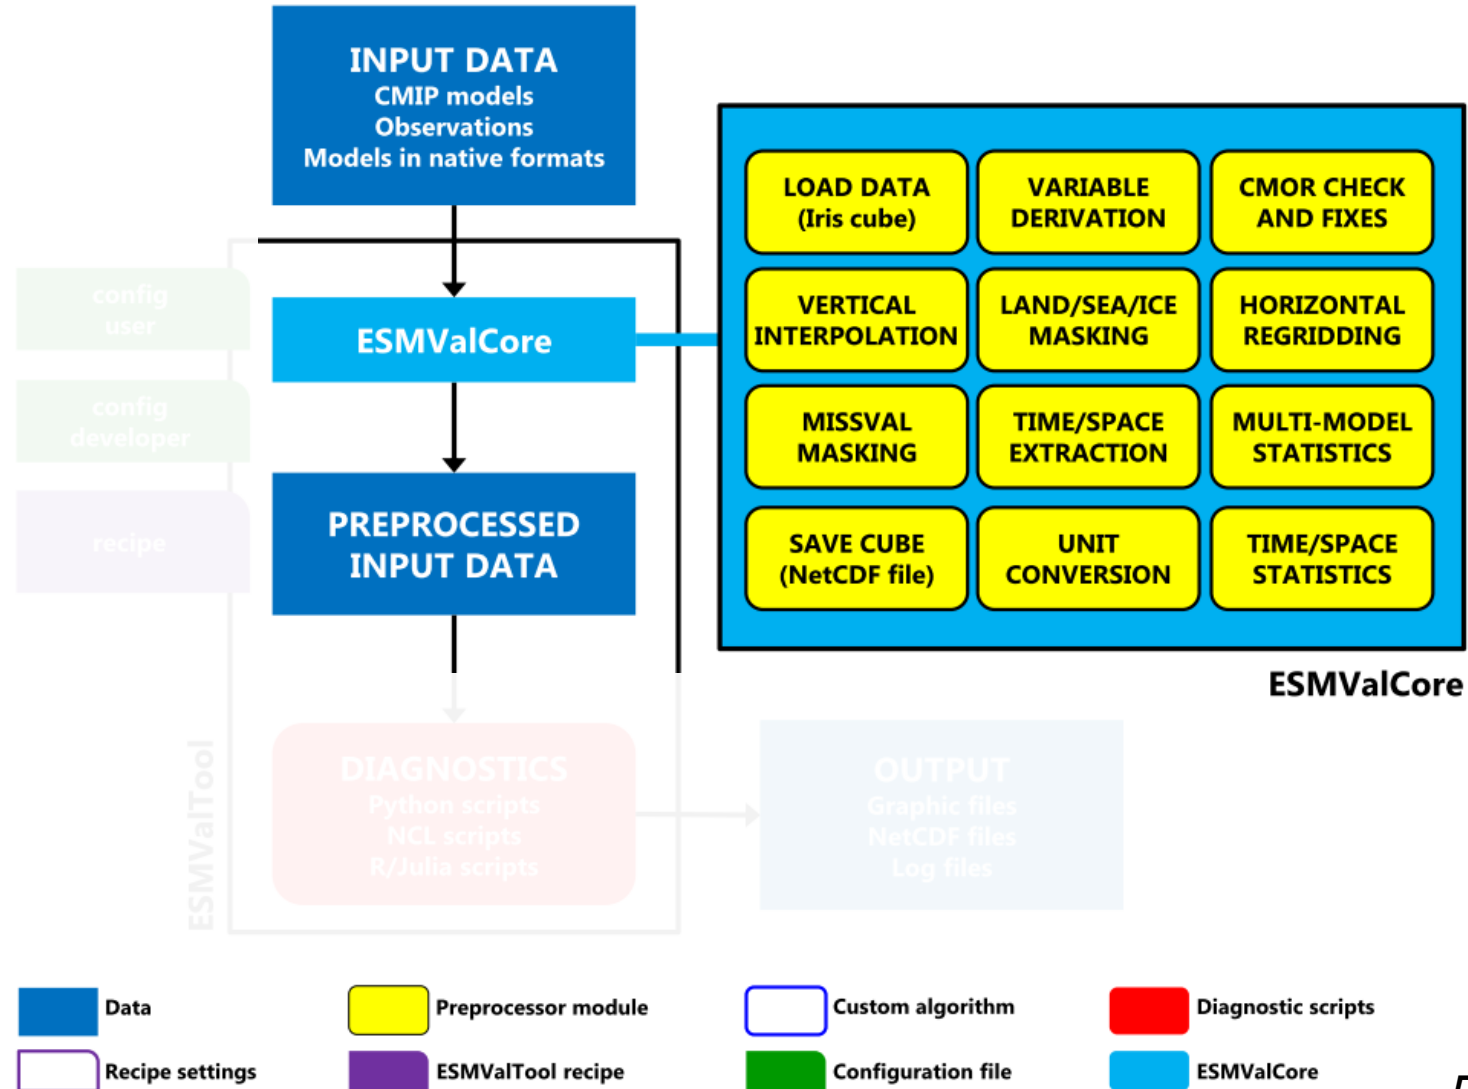 INPUT DATA
CMIP models
Observations
Models in native formats
config
user
config
developer
recipe
ESMValCore
PREPROCESSED
INPUT DATA
ESMValTool
DIAGNOSTICS
Python scripts
NCL scripts
R/Julia scripts
OUTPUT
Graphic files
NetCDF files
Log files
LOAD DATA
(Iris cube)
VARIABLE
DERIVATION
CMOR CHECK
AND FIXES
VERTICAL
INTERPOLATION
LAND/SEA/ICE
MASKING
HORIZONTAL
REGRIDDING
MISSVAL
MASKING
TIME/SPACE
EXTRACTION
MULTI-MODEL
STATISTICS
SAVE CUBE
(NetCDF file)
UNIT
CONVERSION
TIME/SPACE
STATISTICS
ESMValCore
Data
Preprocessor module
Custom algorithm
Diagnostic scripts
Recipe settings
ESMValTool recipe
Configuration file
ESMValCore